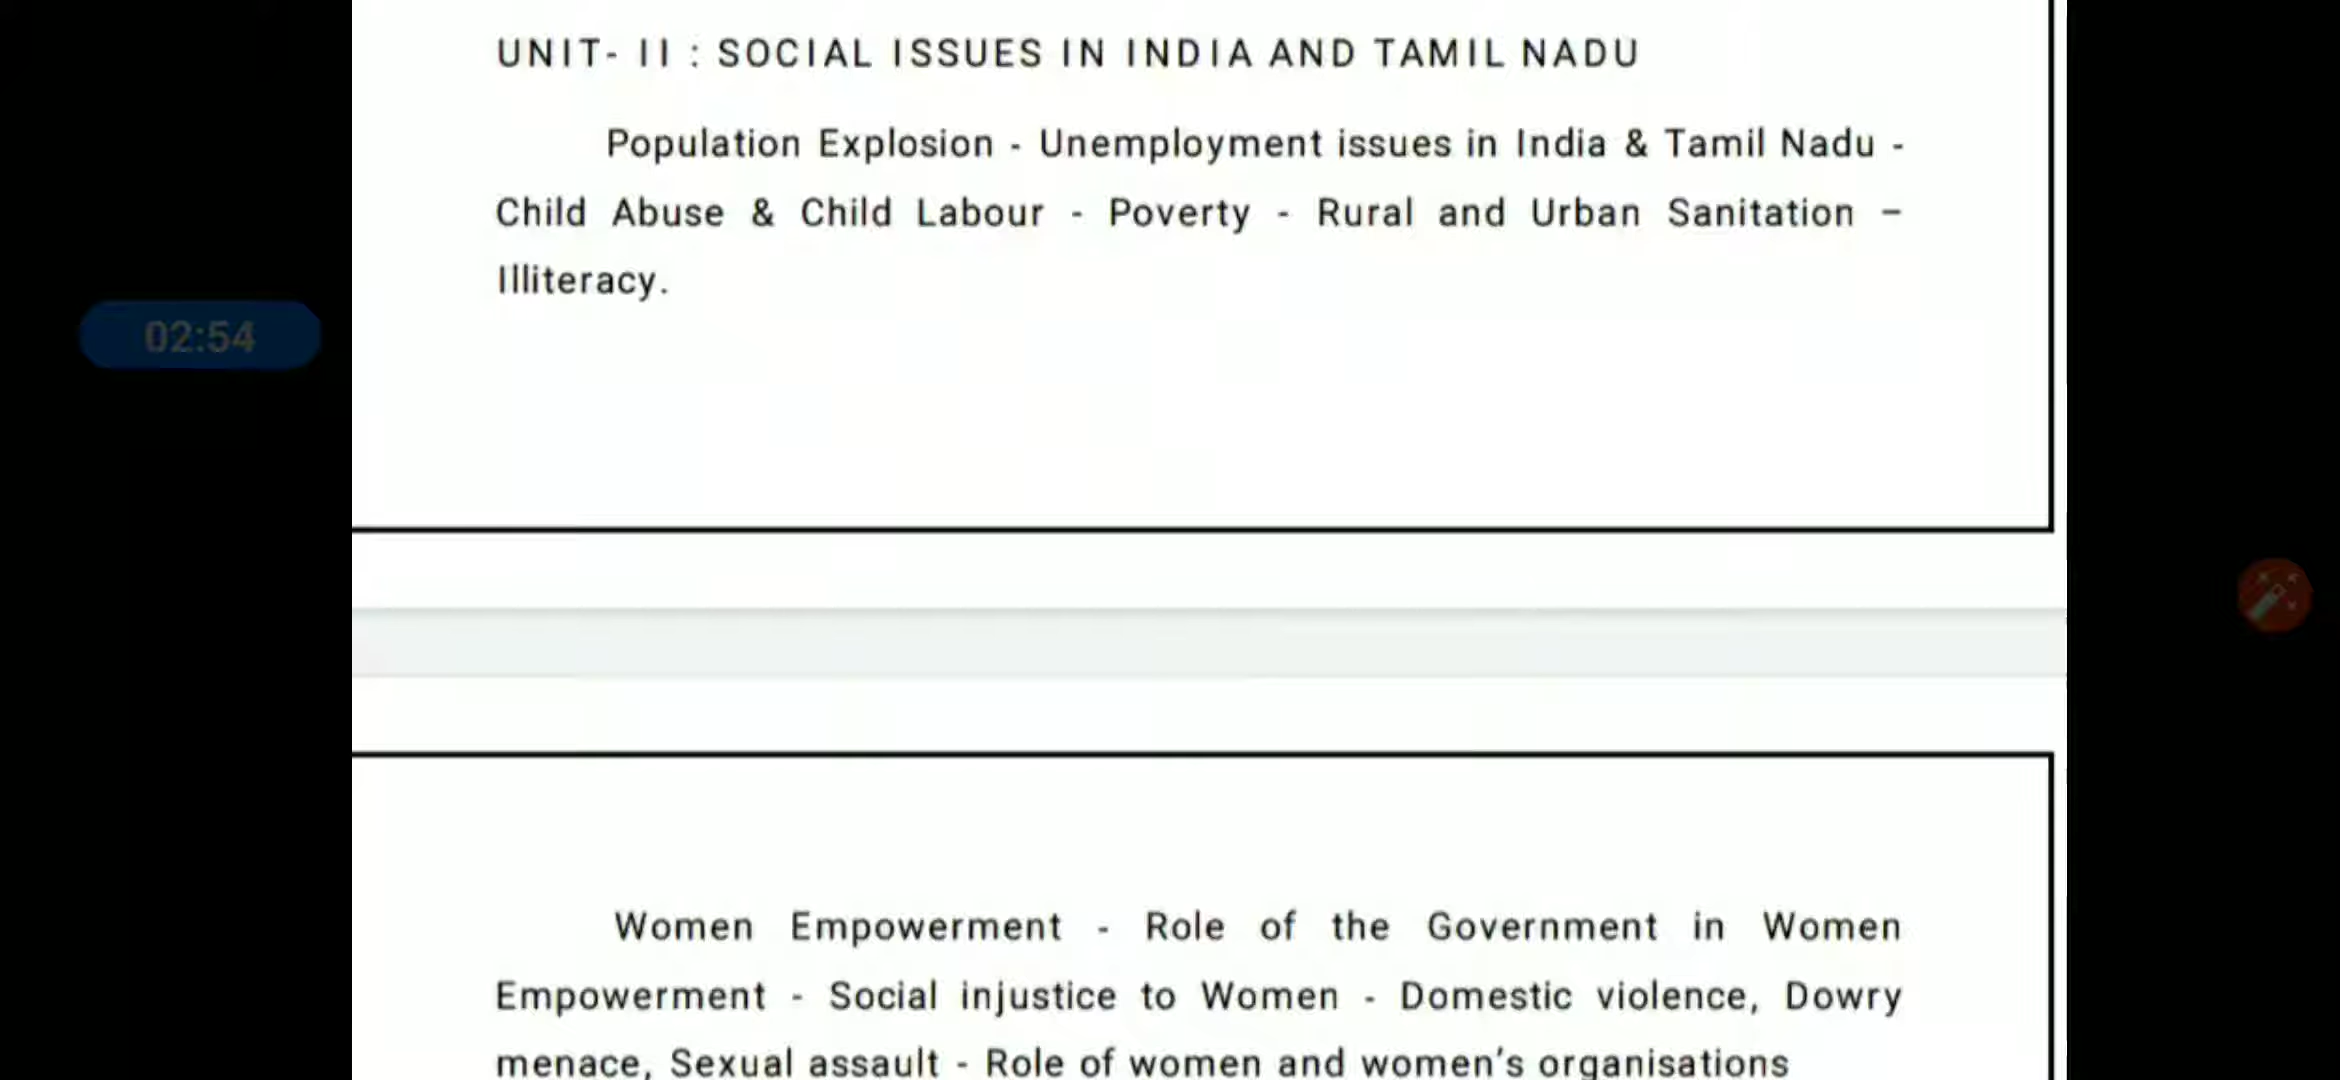 UNIT- II : SOCIAL ISSUES IN INDIA AND TAMIL NADU
Population Explosion - Unemployment issues in India & Tamil Nadu -
Child Abuse & Child Labour - Poverty - Rural and Urban Sanitation –
Illiteracy.
02:54
Women Empowerment - Role of the Government in Women
Empowerment - Social injustice to Women - Domestic violence, Dowry
menace, Sexual assault - Role of women and women’s organisations